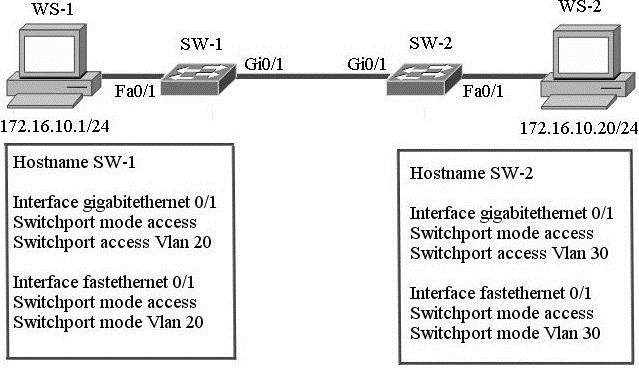 WS-1
WS-2
SW-1
SW-2
Gi0/1
Gi0/1
Fa0/1
Fa0/1
172.16.10.1/24
172.16.10.20/24
Hostname SW-1
Interface gigabitethernet 0/1
Switchport mode access
Switchport access Vlan 20
Interface fastethernet 0/1
Switchport mode access
Switchport mode Vlan 20
Hostname SW-2
Interface gigabitethernet 0/1
Switchport mode access
Switchport access Vlan 30
Interface fastethernet 0/1
Switchport mode access
Switchport mode Vlan 30